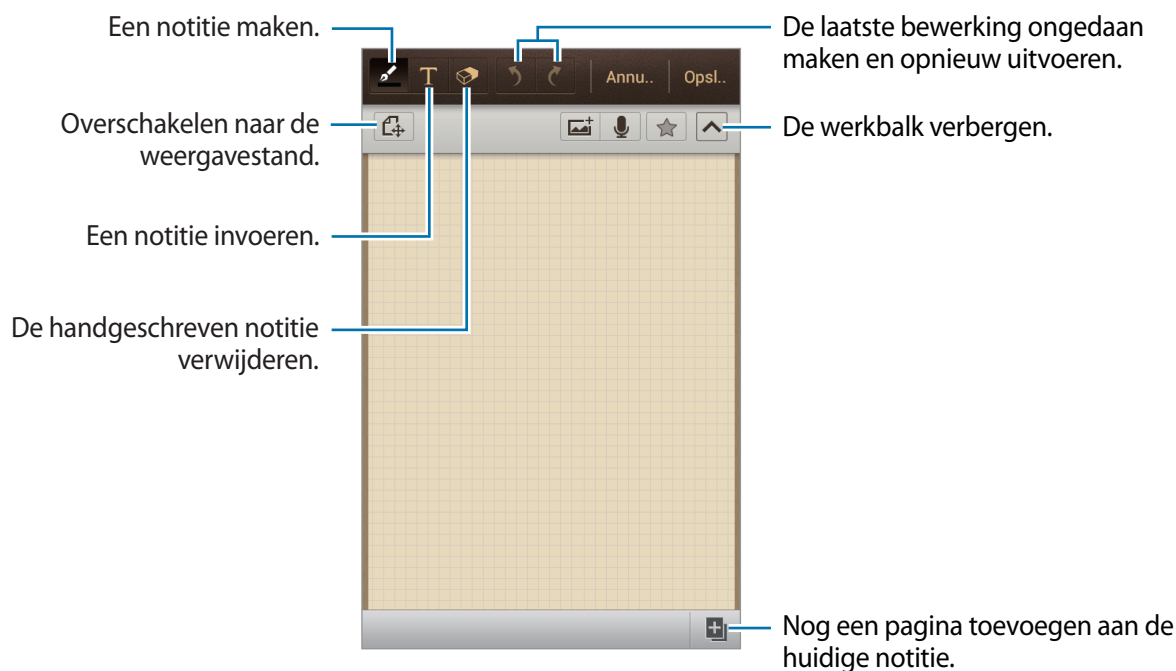 Een notitie maken.
De laatste bewerking ongedaan
maken en opnieuw uitvoeren.
T
Annu..
Opsl..
Overschakelen naar de
weergavestand.
De werkbalk verbergen.
Een notitie invoeren.
De handgeschreven notitie
verwijderen.
Nog een pagina toevoegen aan de
huidige notitie.